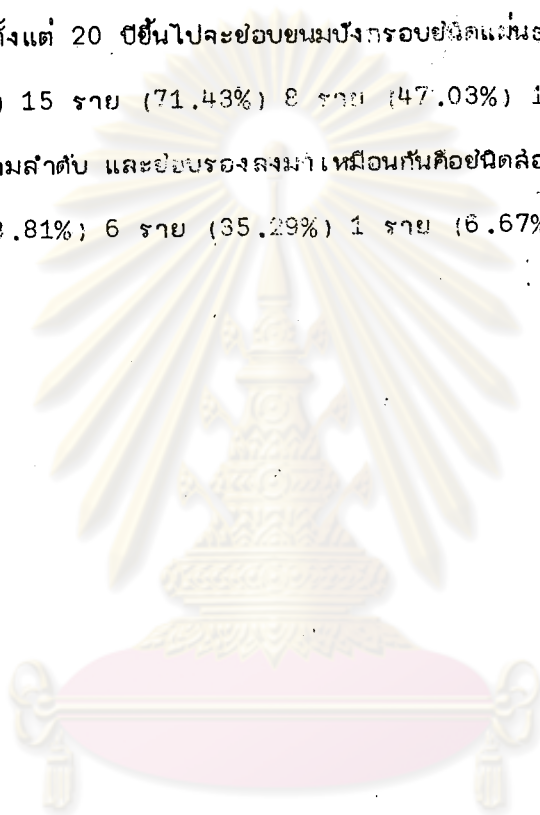 ตั้งแต่ 20 ปีขึ้นไปจะชอบขนมปังกรอบชนิดแผ่น
) 15 ราย (71.43%) 8 ราย (47.03%) 1
ามลำดับ และชอบรองลงมาเหมือนกันคือชนิดส
.81%) 6 ราย (35.29%) 1 ราย (6.67%